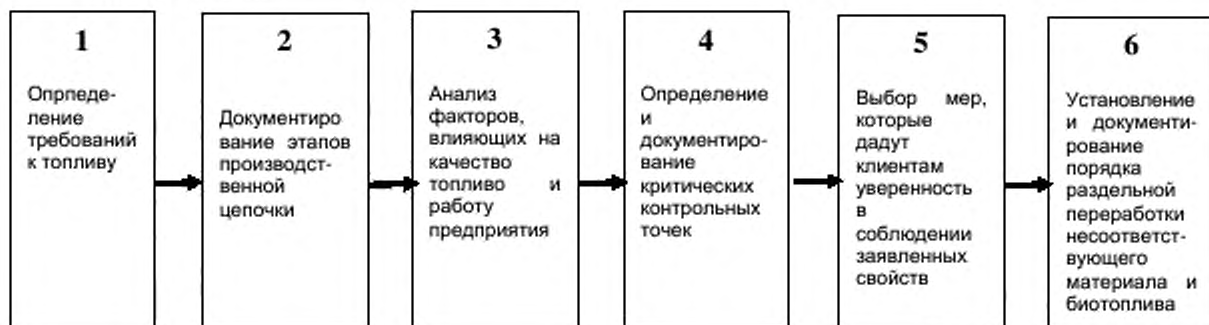 1
Опрпеде-
ление
требований
к топливу
2
Документиро
вание этапов
производст-
венной
цепочки
3
Анализ
факторов,
влияющих на
качество
топливо и
работу
предприятия
4
Определение
и
документиро-
вание
критических
контрольных
точек
5
Выбор мер,
которые
дадут
клиентам
уверенность
в
соблюдении
заявленных
свойств
6
Установление
и документи-
рование
порядка
раздельной
переработки
несоответст-
вующего
материала и
биотоплива